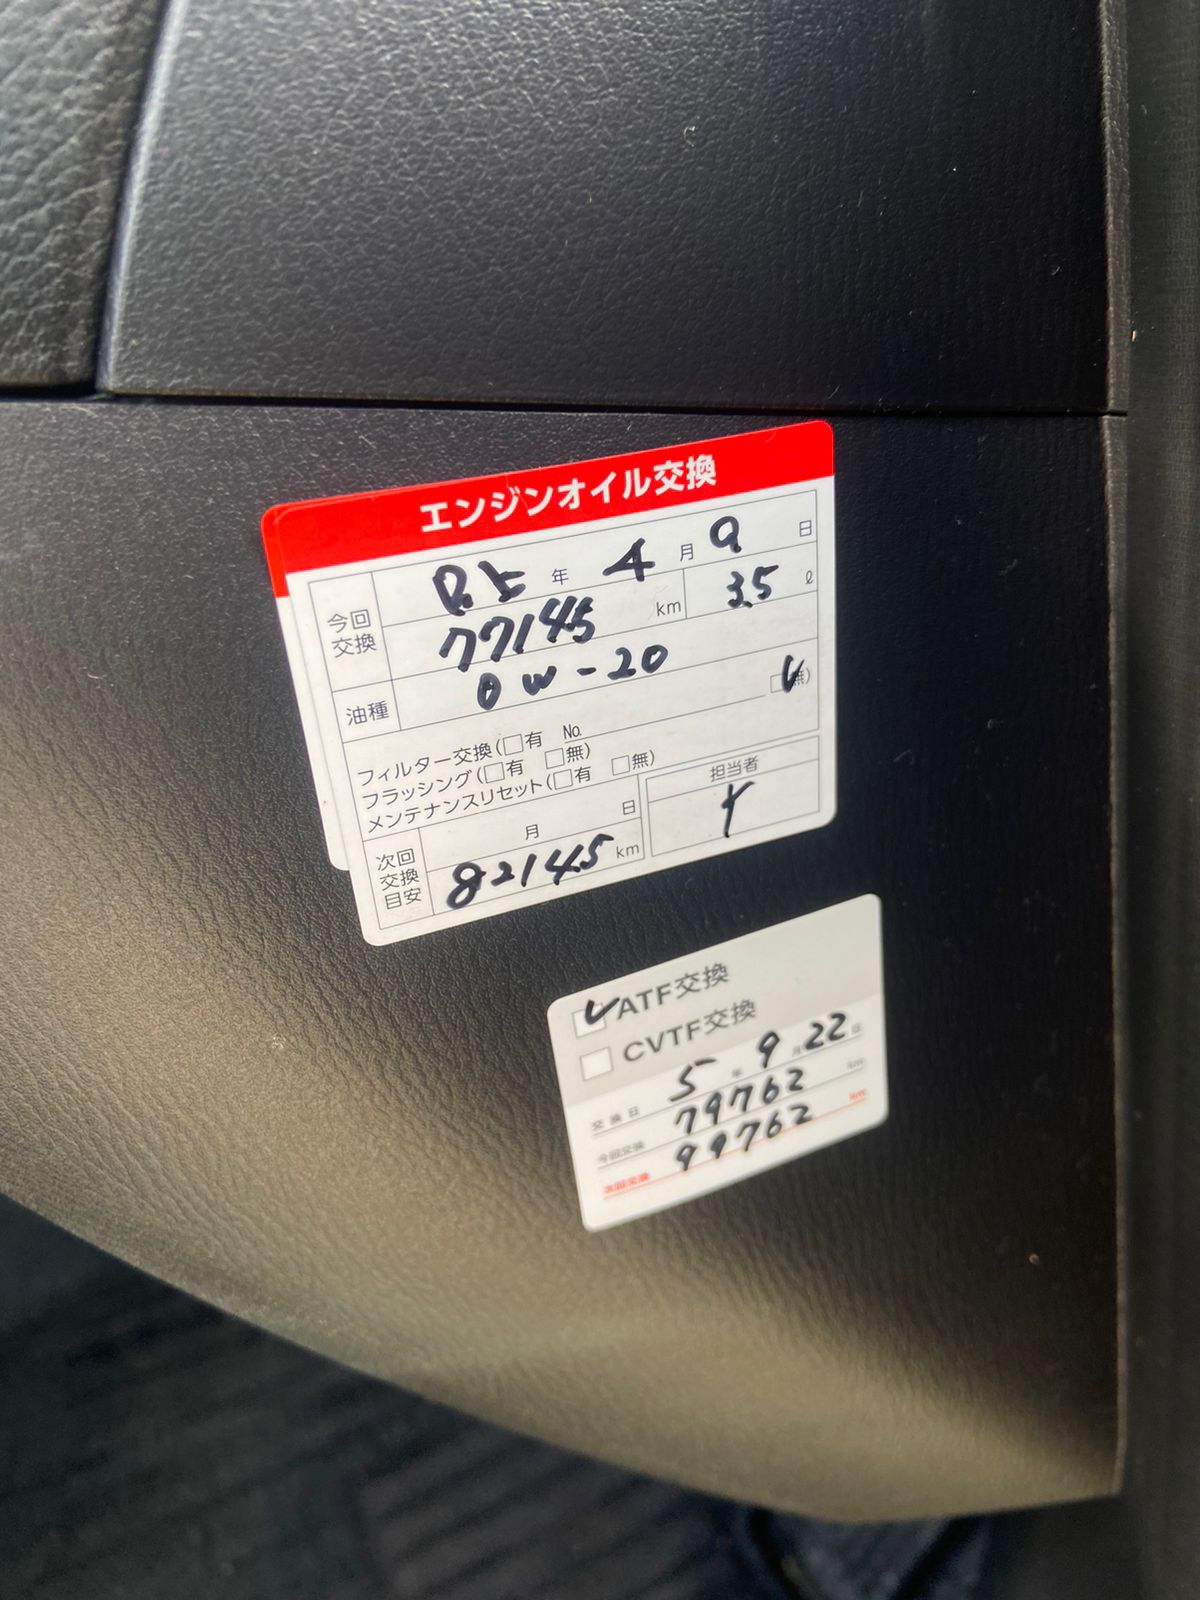 エンジンオイル交換
今回交換 R.5 年 4 月 9 日
77145 km 3.5 ℓ
油種 0W-20
フィルター交換(□有 No. □無)
フラッシング(□有 □無)
メンテナンスリセット(□有 □無)
次回交換目安 月 日
82145 km
担当者
✓ATF交換
□CVTF交換
交換日 5 年 9 月 22 日
今回交換 79762 km
次回交換 99762 km